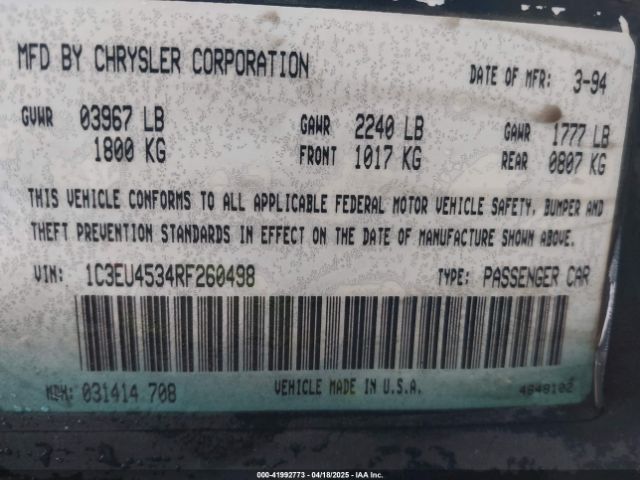 MFD BY CHRYSLER CORPORATION DATE OF MFR: 3-94
GVWR 03967 LB GAWR 2240 LB GAWR 1777 LB
1800 KG FRONT 1017 KG REAR 0807 KG
THIS VEHICLE CONFORMS TO ALL APPLICABLE FEDERAL MOTOR VEHICLE SAFETY, BUMPER AND
THEFT PREVENTION STANDARDS IN EFFECT ON THE DATE OF MANUFACTURE SHOWN ABOVE.
VIN: 1C3EU4534RF260498 TYPE: PASSENGER CAR
MDH: 031414 708 VEHICLE MADE IN U.S.A. 4648102
000-41992773 - 04/18/2025 - IAA Inc.